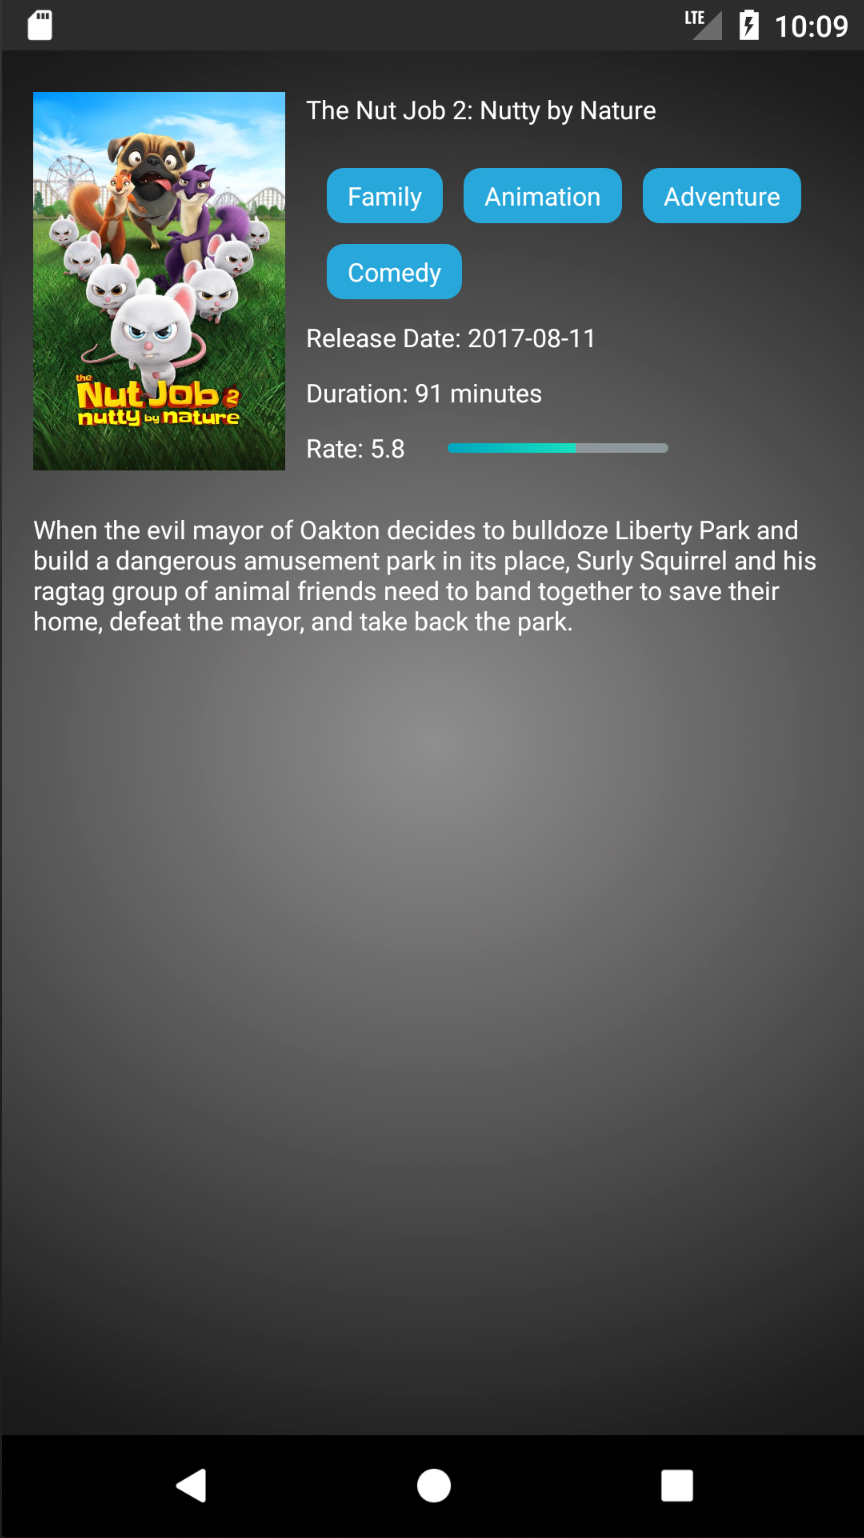 LTE 10:09
The Nut Job 2: Nutty by Nature
Family Animation Adventure
Comedy
Release Date: 2017-08-11
Duration: 91 minutes
Rate: 5.8
the
Nut Job 2
nutty by nature
When the evil mayor of Oakton decides to bulldoze Liberty Park and
build a dangerous amusement park in its place, Surly Squirrel and his
ragtag group of animal friends need to band together to save their
home, defeat the mayor, and take back the park.